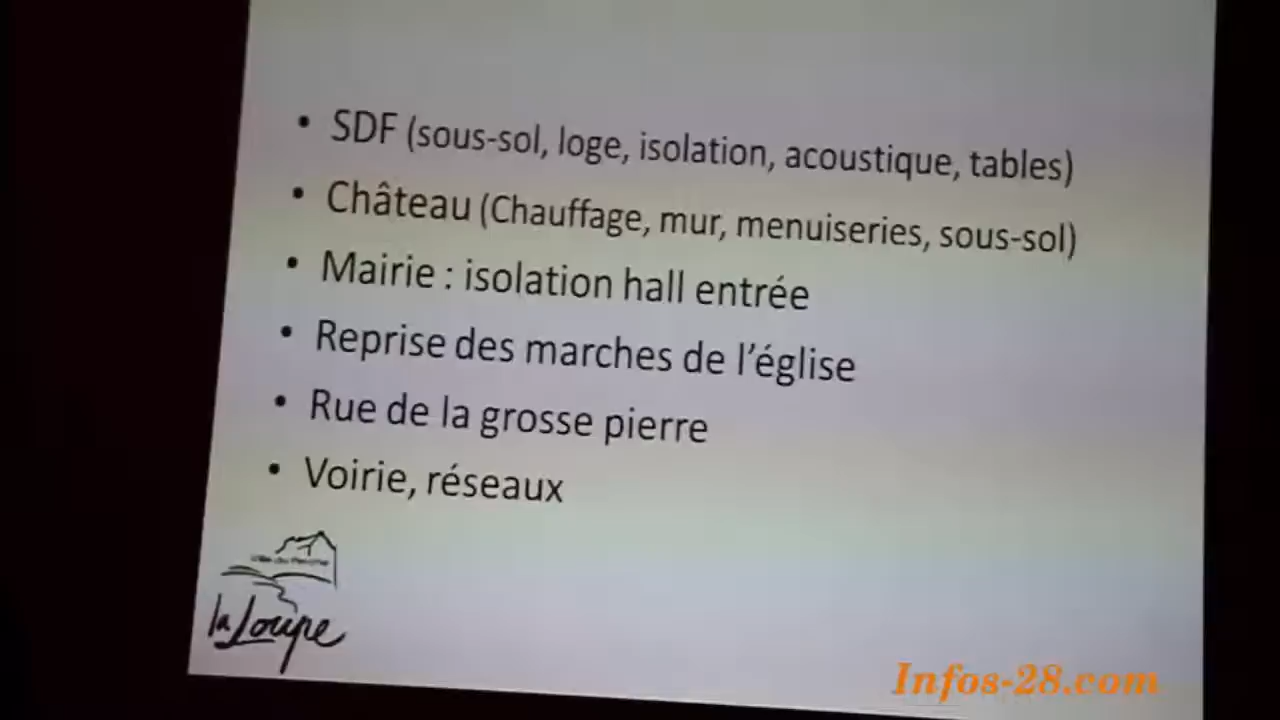 • SDF (sous-sol, loge, isolation, acoustique, tables)
• Château (Chauffage, mur, menuiseries, sous-sol)
• Mairie : isolation hall entrée
• Reprise des marches de l'église
• Rue de la grosse pierre
• Voirie, réseaux
la Loupe
Infos-28.com